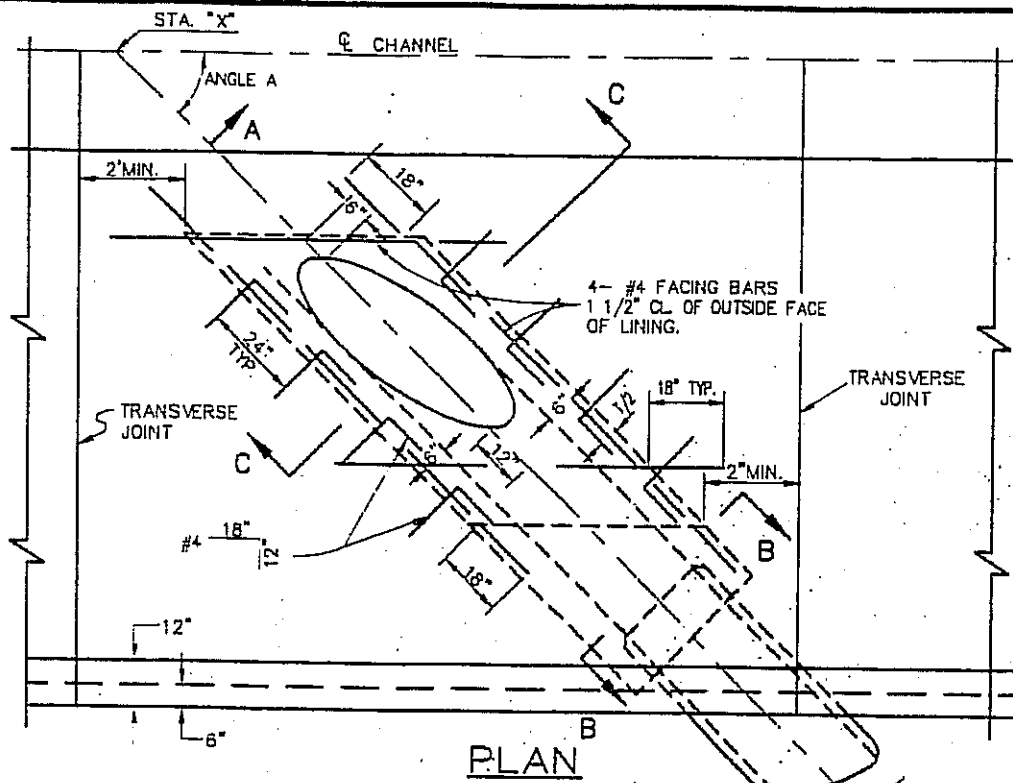 STA. "X"
℄ CHANNEL
ANGLE A
A
C
2'MIN.
18"
6"
4- #4 FACING BARS
1 1/2" CL. OF OUTSIDE FACE
OF LINING.
24"
TYP.
TRANSVERSE
JOINT
18" TYP.
TRANSVERSE
JOINT
6"
1/2
C
6"
12"
2"MIN.
#4 18"
12"
B
18"
12"
6"
B
PLAN